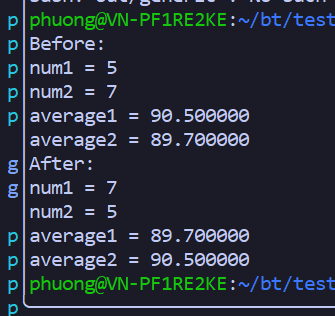 phuong@VN-PF1RE2KE:~/bt/test
Before:
num1 = 5
num2 = 7
average1 = 90.500000
average2 = 89.700000
After:
num1 = 7
num2 = 5
average1 = 89.700000
average2 = 90.500000
phuong@VN-PF1RE2KE:~/bt/test
p
p
p
p
g
g
p
p
p
p